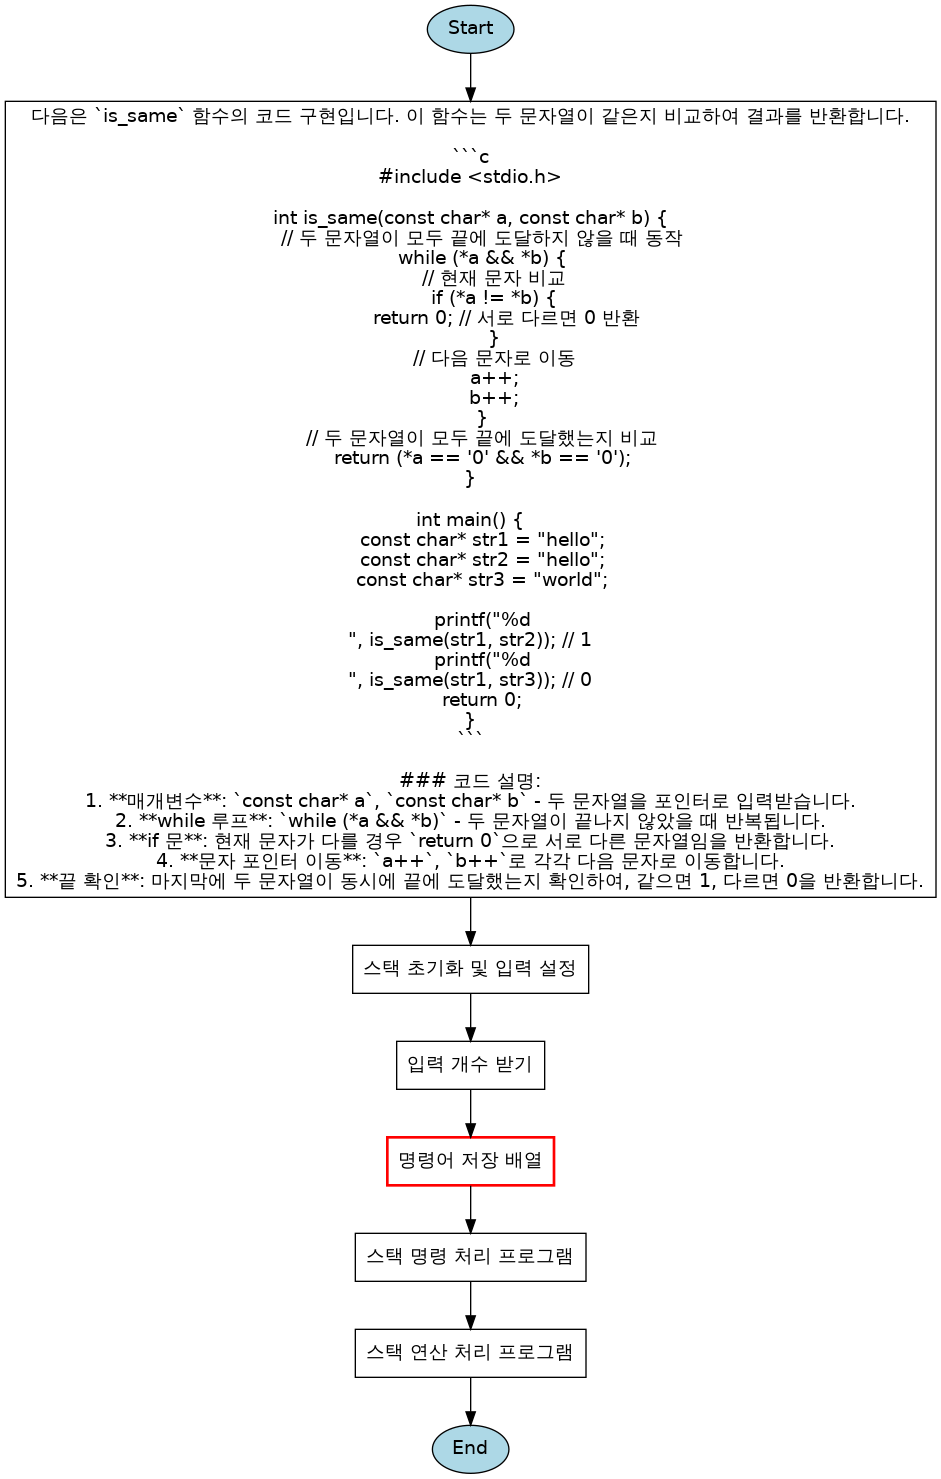 Start
다음은 `is_same` 함수의 코드 구현입니다. 이 함수는 두 문자열이 같은지 비교하여 결과를 반환합니다.
```c
#include <stdio.h>
int is_same(const char* a, const char* b) {
// 두 문자열이 모두 끝에 도달하지 않을 때 동작
while (*a && *b) {
// 현재 문자 비교
if (*a != *b) {
return 0; // 서로 다르면 0 반환
}
// 다음 문자로 이동
a++;
b++;
}
// 두 문자열이 모두 끝에 도달했는지 비교
return (*a == '0' && *b == '0');
}
int main() {
const char* str1 = "hello";
const char* str2 = "hello";
const char* str3 = "world";
printf("%d
", is_same(str1, str2)); // 1
printf("%d
", is_same(str1, str3)); // 0
return 0;
}
```
### 코드 설명:
1. **매개변수**: `const char* a`, `const char* b` - 두 문자열을 포인터로 입력받습니다.
2. **while 루프**: `while (*a && *b)` - 두 문자열이 끝나지 않았을 때 반복됩니다.
3. **if 문**: 현재 문자가 다를 경우 `return 0`으로 서로 다른 문자열임을 반환합니다.
4. **문자 포인터 이동**: `a++`, `b++`로 각각 다음 문자로 이동합니다.
5. **끝 확인**: 마지막에 두 문자열이 동시에 끝에 도달했는지 확인하여, 같으면 1, 다르면 0을 반환합니다.
스택 초기화 및 입력 설정
입력 개수 받기
명령어 저장 배열
스택 명령 처리 프로그램
스택 연산 처리 프로그램
End